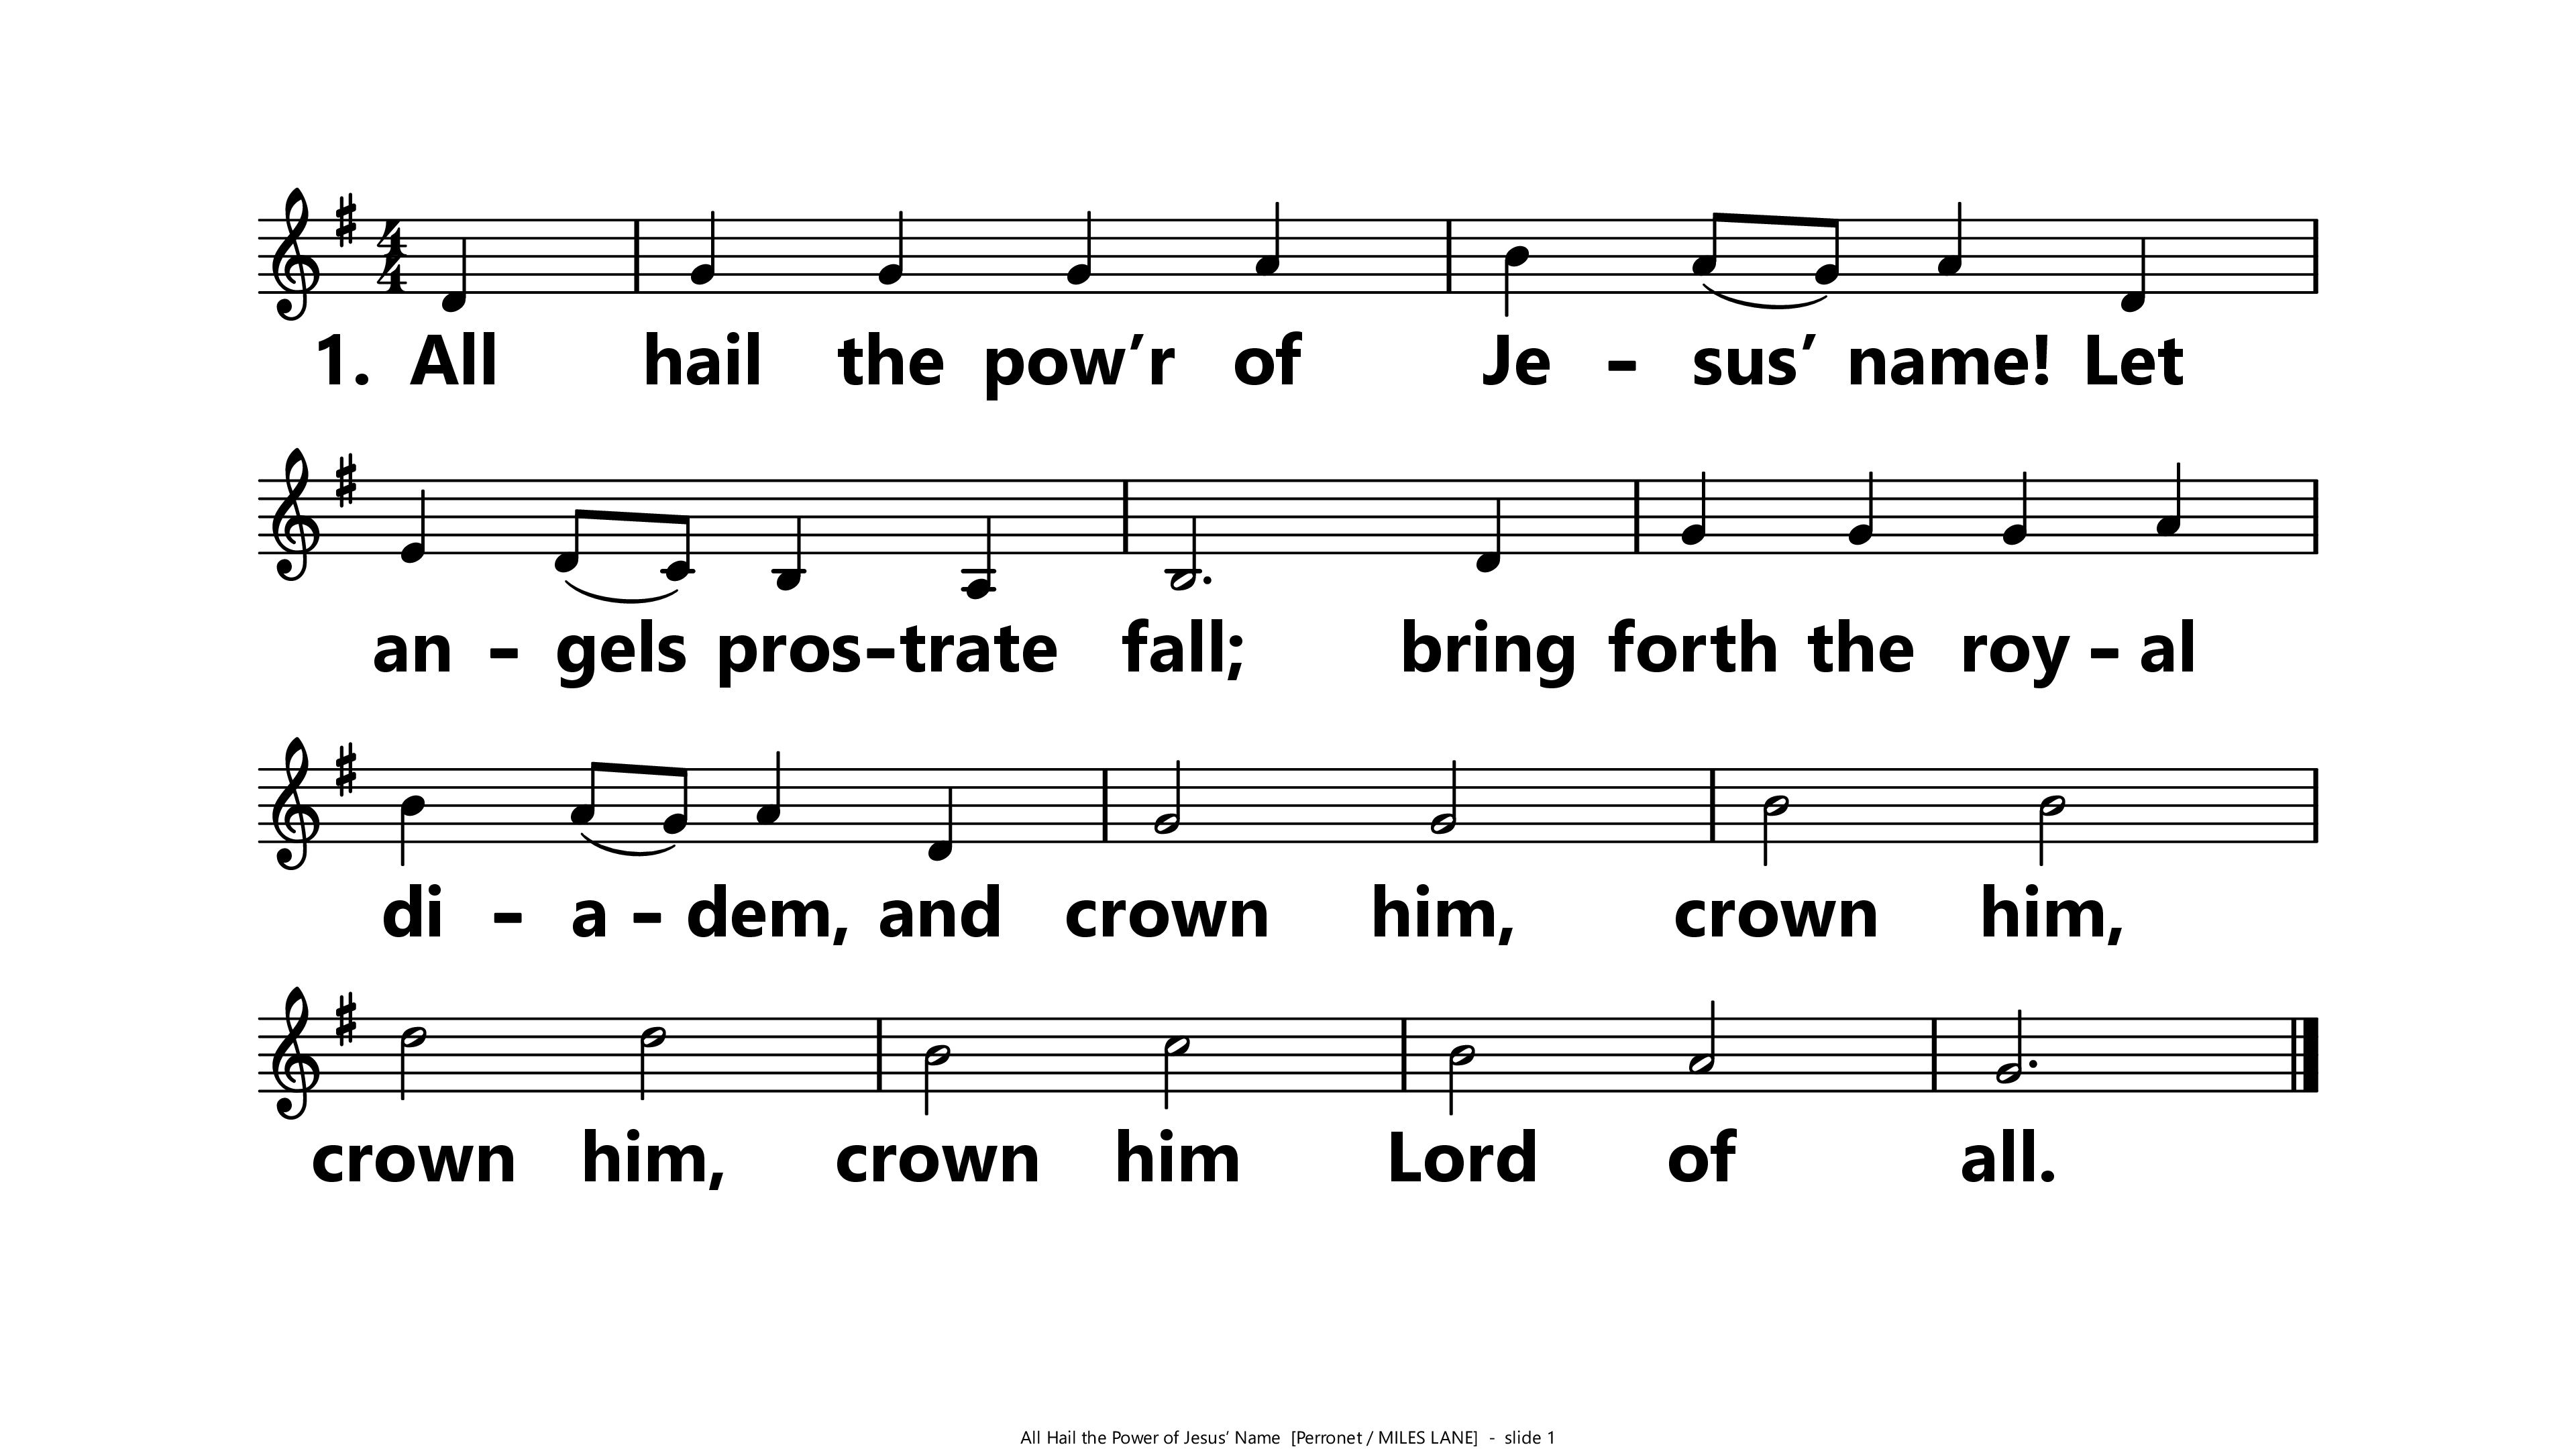 1. All hail the pow’r of Je - sus’ name! Let
an - gels pros-trate fall; bring forth the roy - al
di - a - dem, and crown him, crown him,
crown him, crown him Lord of all.
All Hail the Power of Jesus’ Name [Perronet / MILES LANE] - slide 1